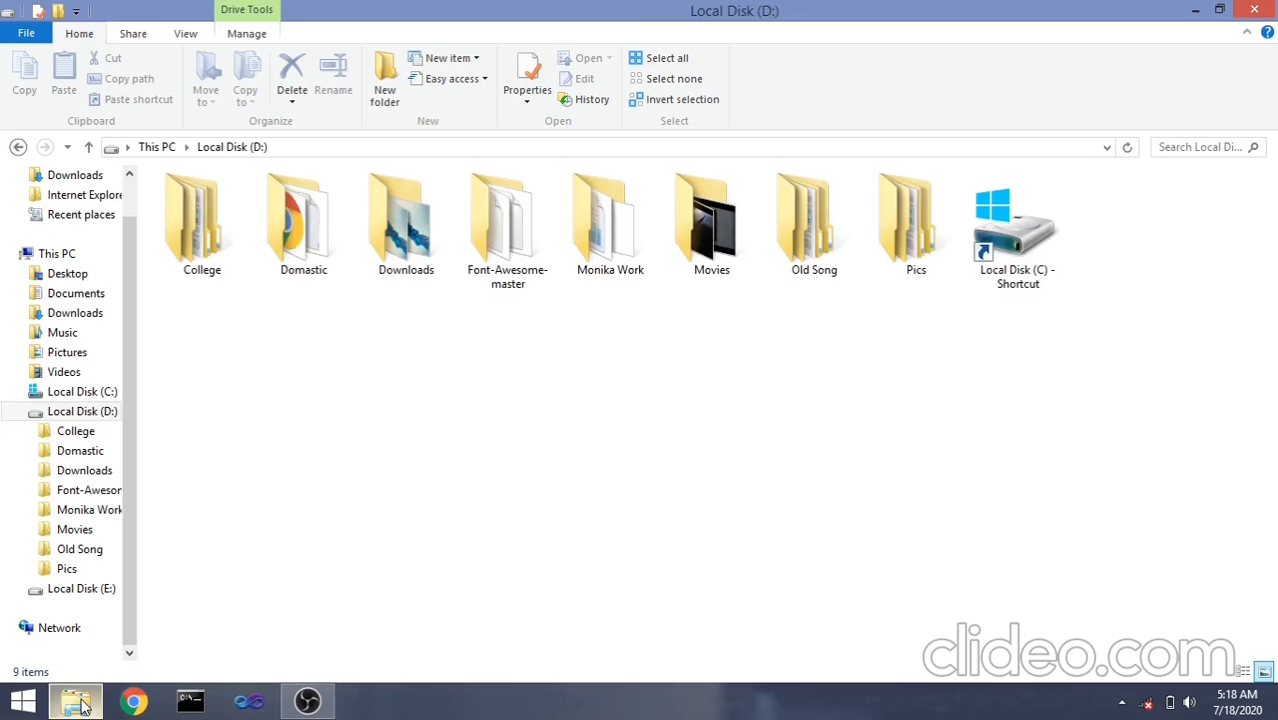 Drive Tools
Local Disk (D:)
File
Home
Share
View
Manage
Copy
Paste
Cut
Copy path
Paste shortcut
Clipboard
Move to
Copy to
Delete
Rename
Organize
New folder
New item
Easy access
New
Properties
Open
Edit
History
Open
Select all
Select none
Invert selection
Select
This PC
Local Disk (D:)
Search Local Di...
Downloads
Internet Explore
Recent places
This PC
Desktop
Documents
Downloads
Music
Pictures
Videos
Local Disk (C:)
Local Disk (D:)
College
Domastic
Downloads
Font-Awesom
Monika Work
Movies
Old Song
Pics
Local Disk (E:)
Network
College
Domastic
Downloads
Font-Awesome-
master
Monika Work
Movies
Old Song
Pics
Local Disk (C) -
Shortcut
clideo.com
9 items
5:18 AM
7/18/2020